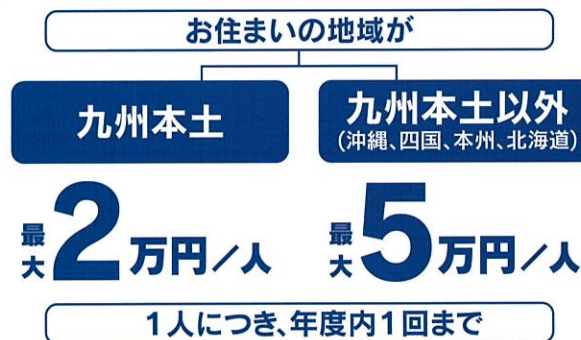 お住まいの地域が
九州本土
九州本土以外
(沖縄、四国、本州、北海道)
最大2万円/人
最大5万円/人
1人につき、年度内1回まで